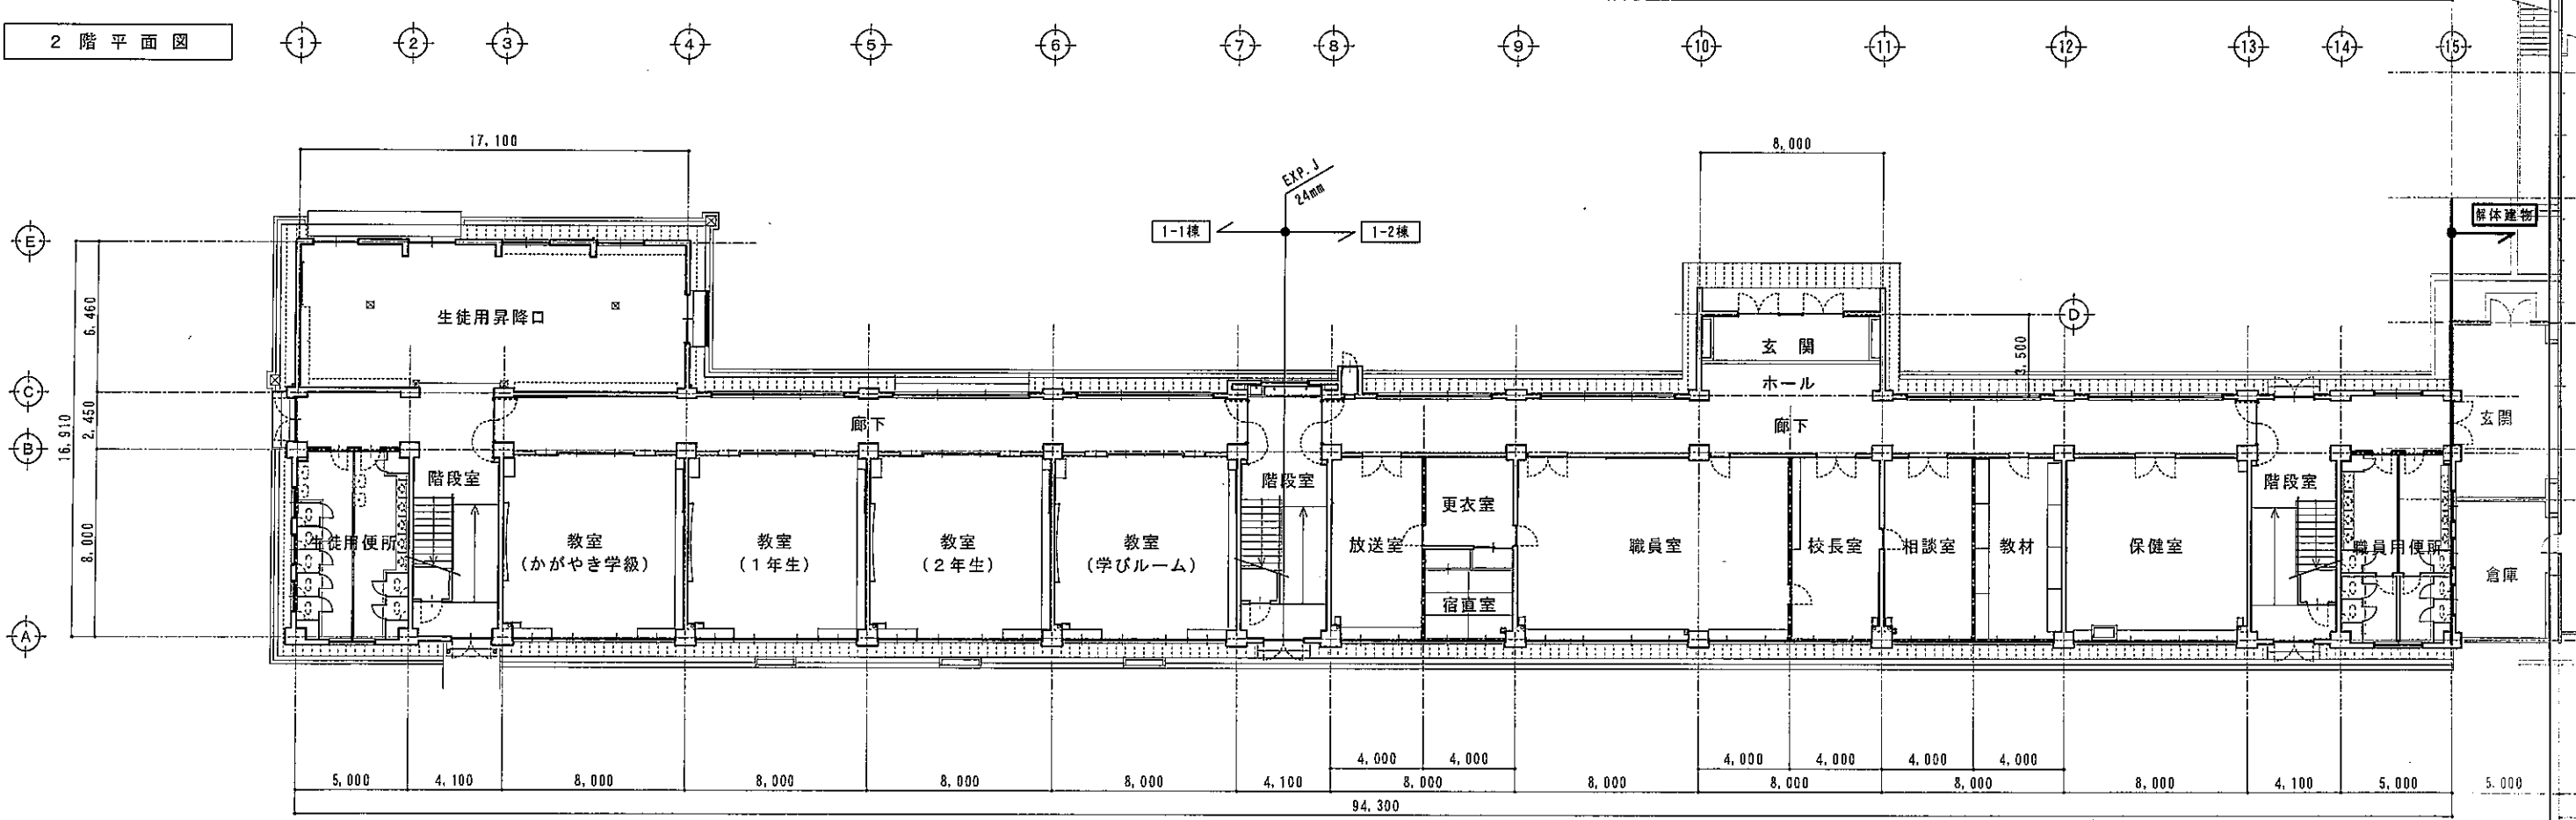 2 階 平 面 図
1 2 3 4 5 6 7 8 9 10 11 12 13 14 15
17,100
8,000
EXP.J
24mm
1-1棟
1-2棟
解体建物
E
D
C
B
A
6,460
2,450
8,000
16,910
3,500
生徒用昇降口
玄 関
ホール
廊下
廊下
玄関
階段室
階段室
階段室
生徒用便所
教室
(かがやき学級)
教室
(1年生)
教室
(2年生)
教室
(学びルーム)
放送室
更衣室
宿直室
職員室
校長室
相談室
教材
保健室
職員用便所
倉庫
4,000 4,000 4,000 4,000 4,000 4,000
5,000 4,100 8,000 8,000 8,000 8,000 4,100 8,000 8,000 8,000 8,000 8,000 4,100 5,000 5,000
94,300